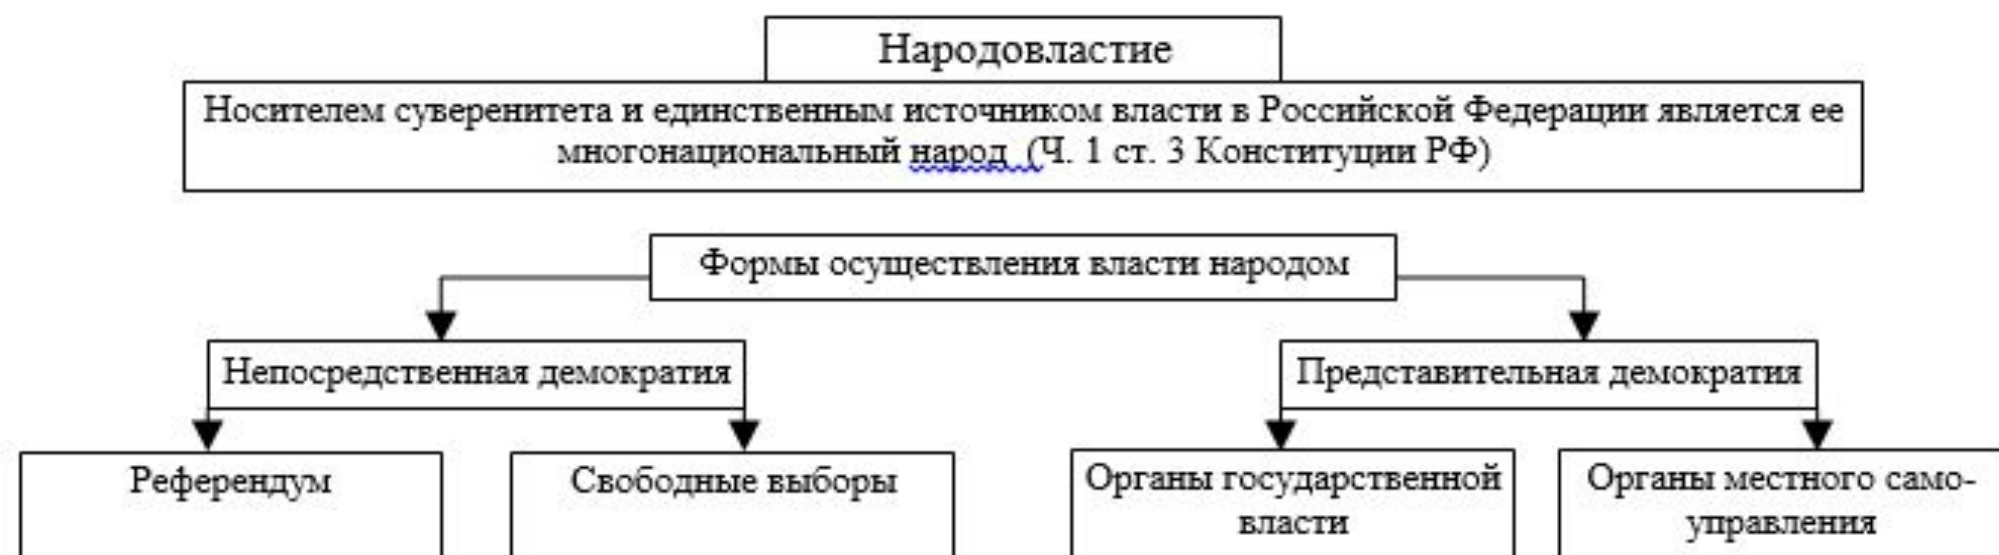 Народовластие
Носителем суверенитета и единственным источником власти в Российской Федерации является ее
многонациональный народ (Ч. 1 ст. 3 Конституции РФ)
Формы осуществления власти народом
Непосредственная демократия
Представительная демократия
Референдум
Свободные выборы
Органы государственной
власти
Органы местного само-
управления